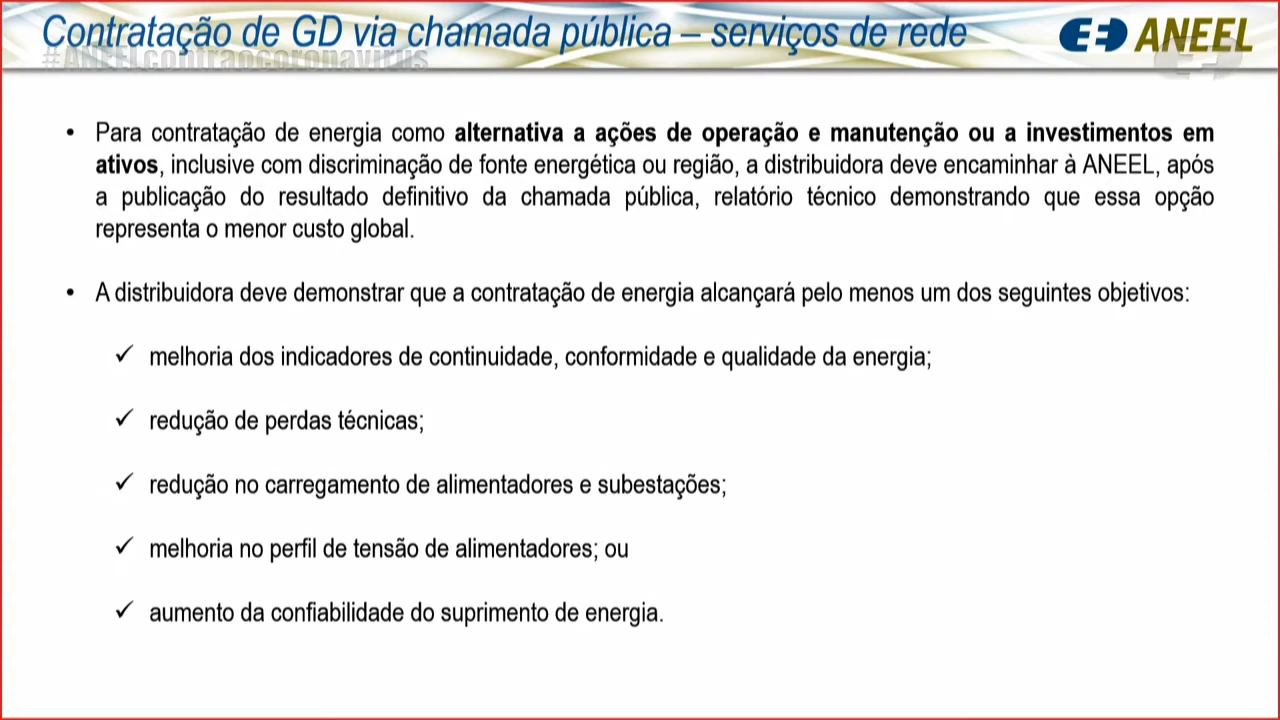 Contratação de GD via chamada pública – serviços de rede
ANEEL
#ANEELcontraocoronavirus
• Para contratação de energia como alternativa a ações de operação e manutenção ou a investimentos em
ativos, inclusive com discriminação de fonte energética ou região, a distribuidora deve encaminhar à ANEEL, após
a publicação do resultado definitivo da chamada pública, relatório técnico demonstrando que essa opção
representa o menor custo global.
• A distribuidora deve demonstrar que a contratação de energia alcançará pelo menos um dos seguintes objetivos:
✓ melhoria dos indicadores de continuidade, conformidade e qualidade da energia;
✓ redução de perdas técnicas;
✓ redução no carregamento de alimentadores e subestações;
✓ melhoria no perfil de tensão de alimentadores; ou
✓ aumento da confiabilidade do suprimento de energia.